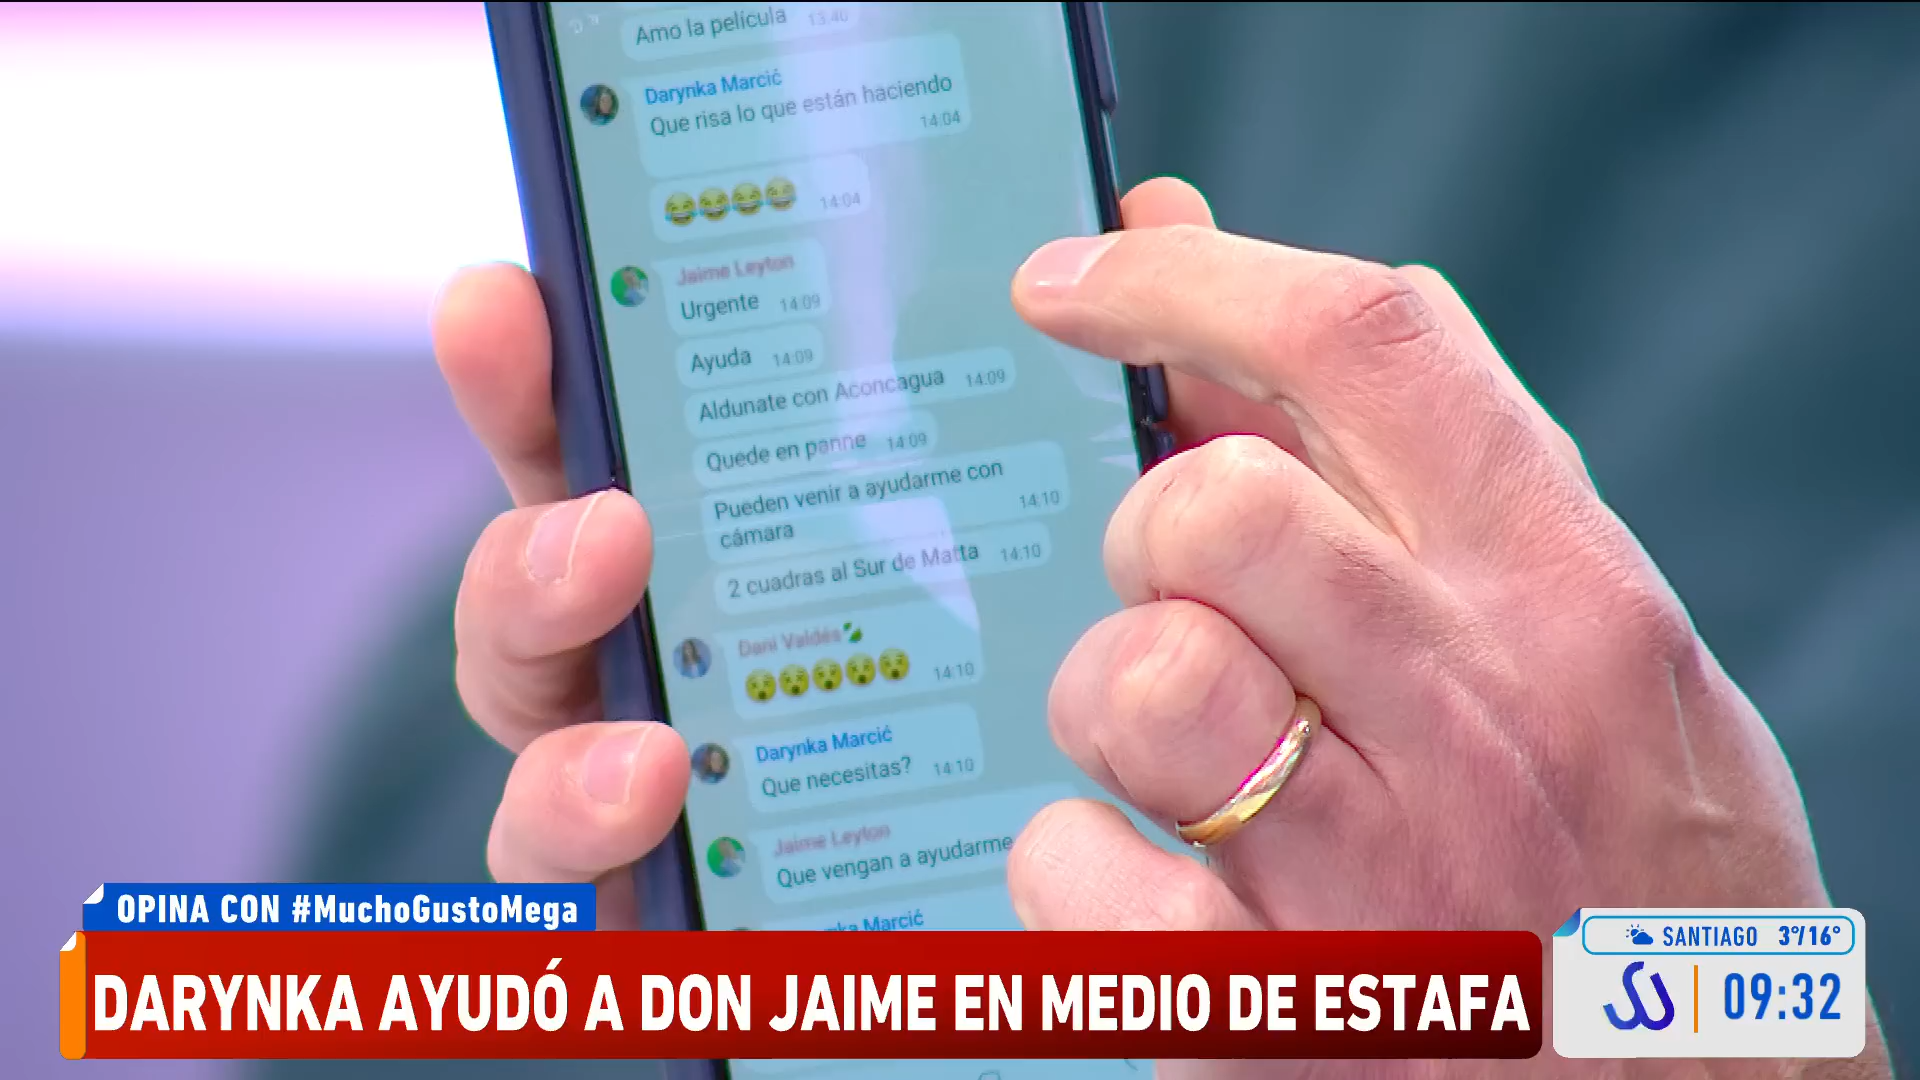 Amo la película 13:40
Darynka Marcić
Que risa lo que están haciendo
14:04
14:04
Jaime Leyton
Urgente 14:09
Ayuda 14:09
Aldunate con Aconcagua 14:09
Quede en panne 14:09
Pueden venir a ayudarme con
cámara 14:10
2 cuadras al Sur de Matta 14:10
Dani Valdés
14:10
Darynka Marcić
Que necesitas? 14:10
Jaime Leyton
Que vengan a ayudarme
Marcić
OPINA CON #MuchoGustoMega
DARYNKA AYUDÓ A DON JAIME EN MEDIO DE ESTAFA
SANTIAGO 3°/16°
09:32